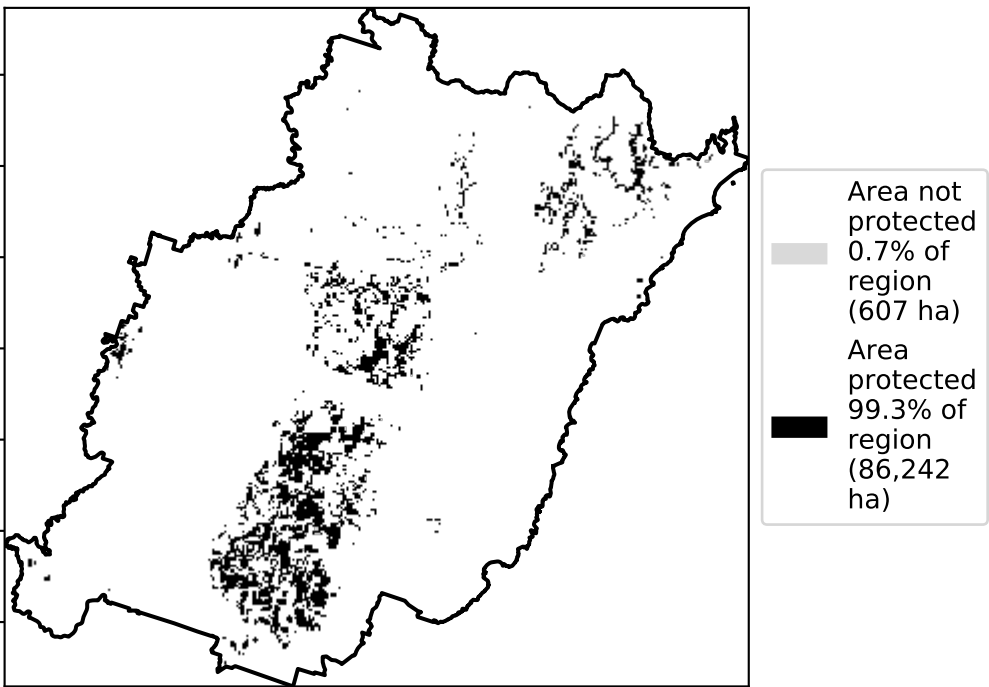 Area not
protected
0.7% of
region
(607 ha)
Area
protected
99.3% of
region
(86,242
ha)